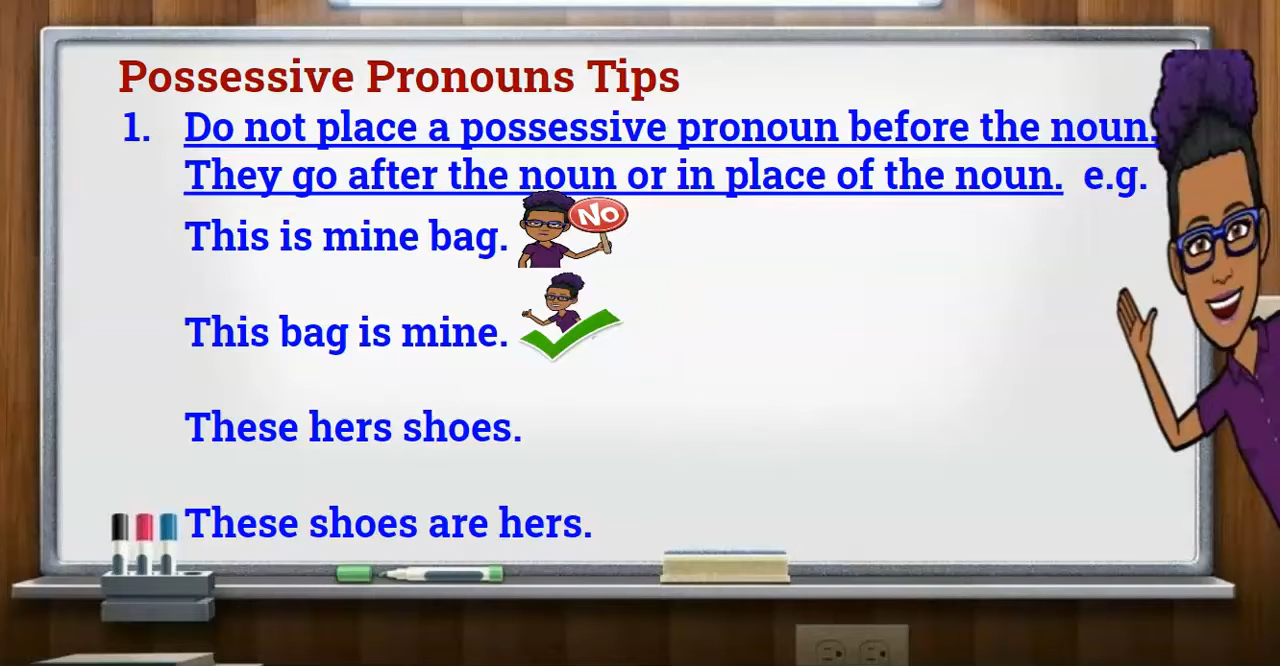 Possessive Pronouns Tips
1. Do not place a possessive pronoun before the noun.
They go after the noun or in place of the noun. e.g.
This is mine bag.
NO
This bag is mine.
These hers shoes.
These shoes are hers.